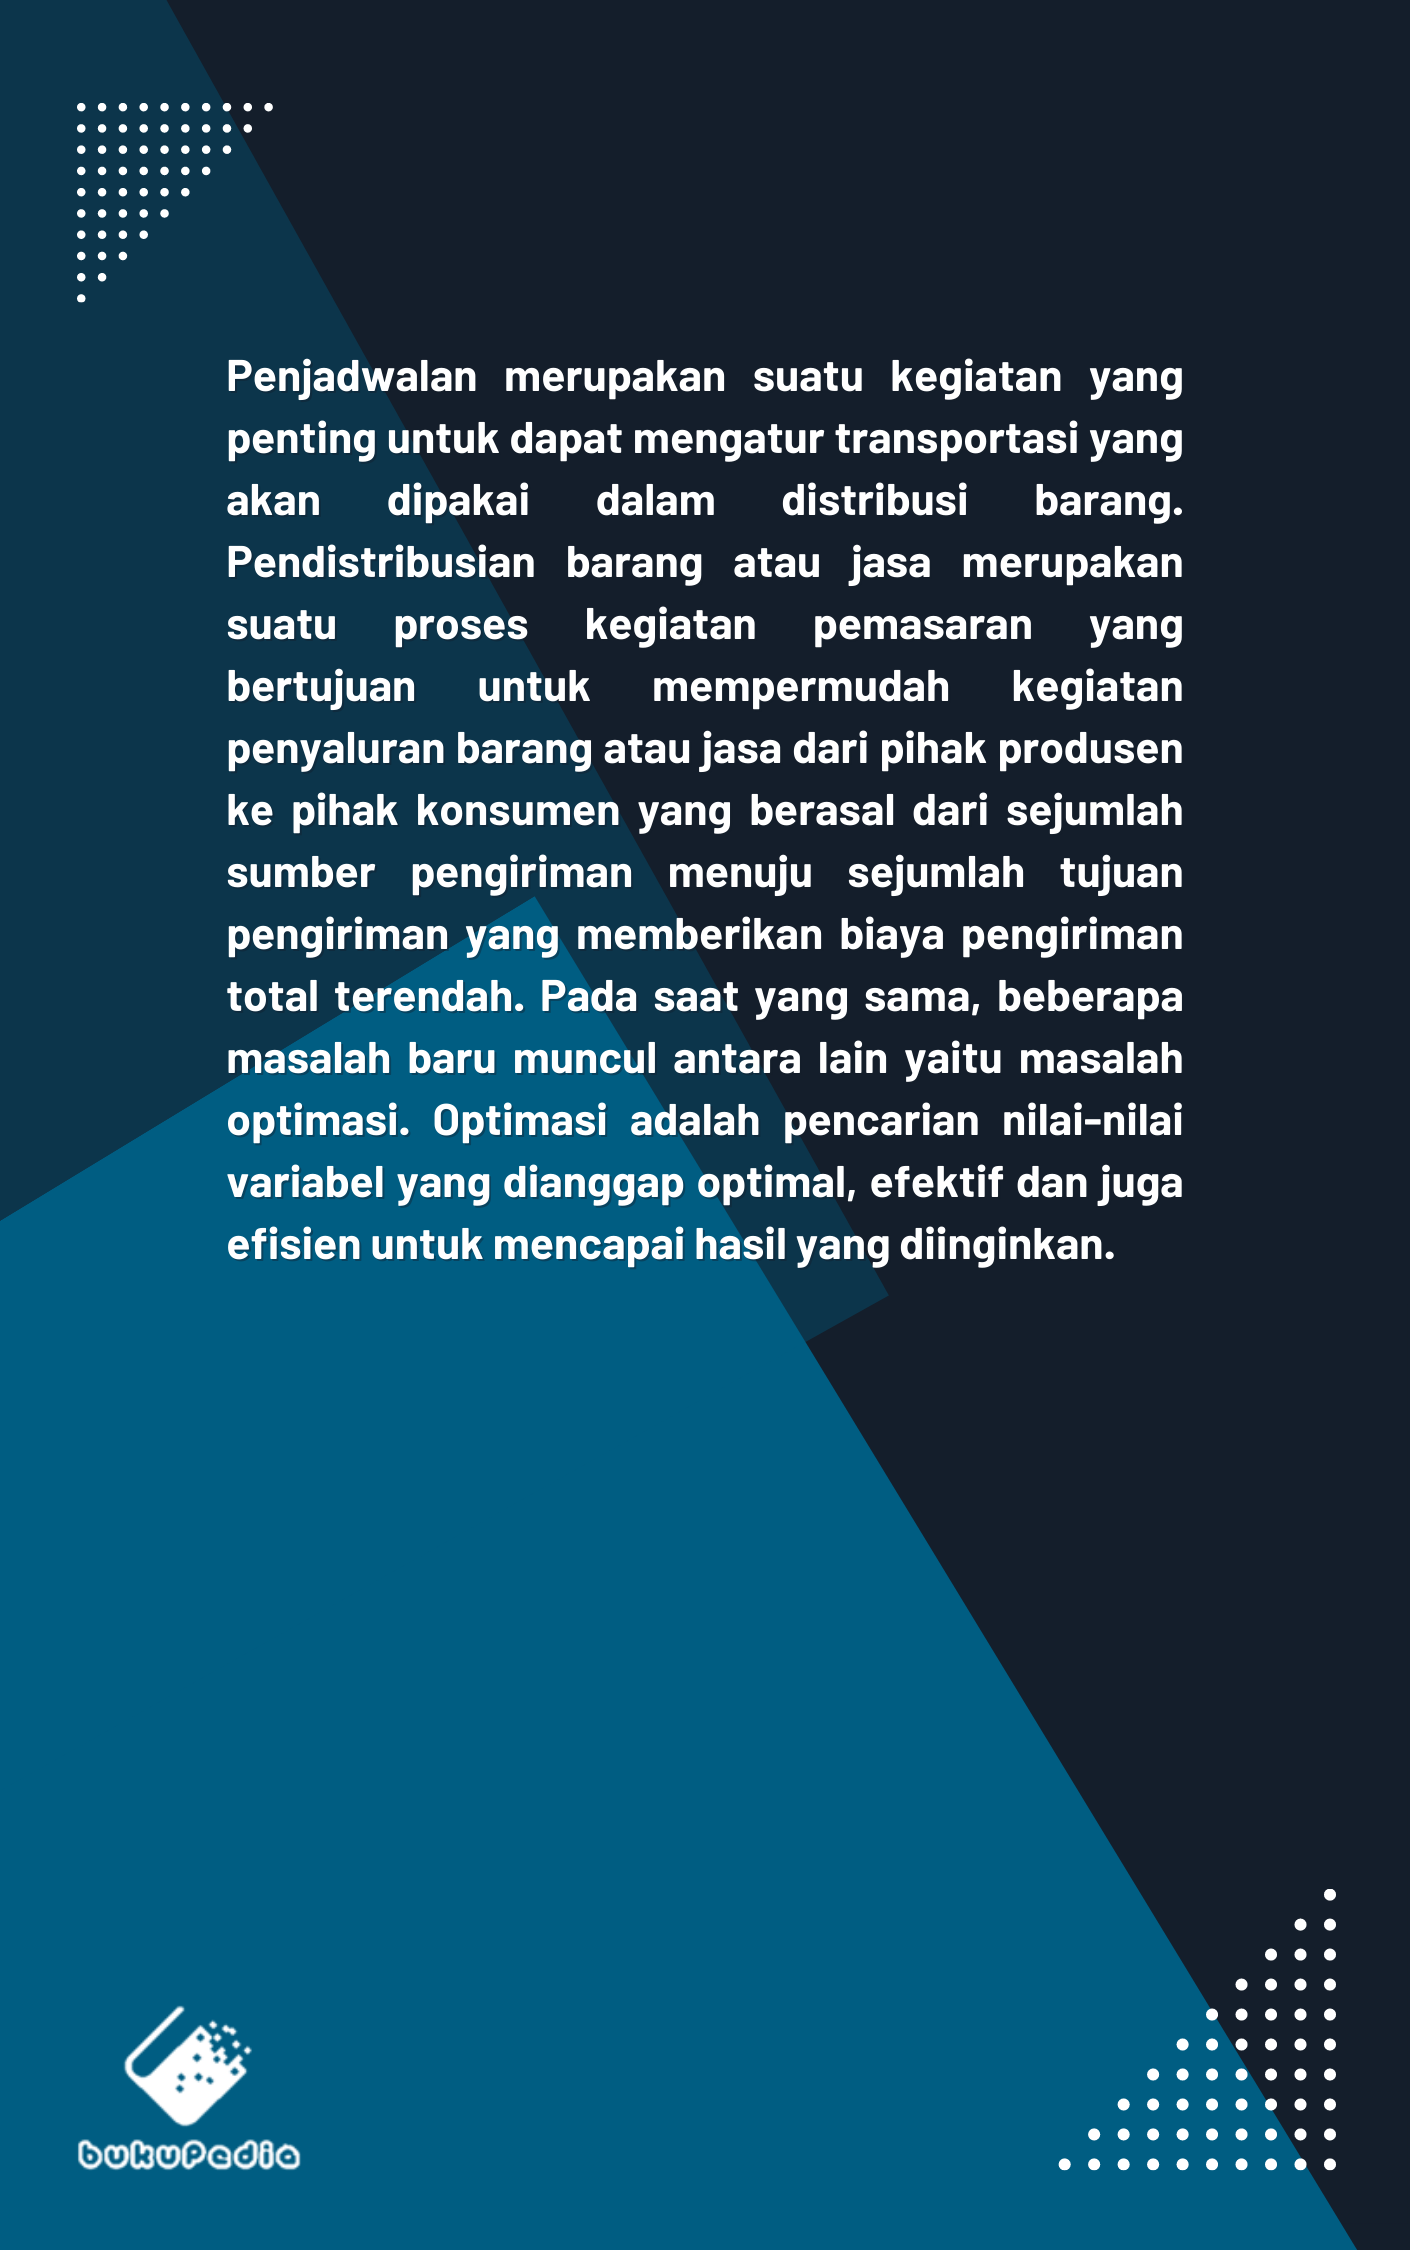 Penjadwalan merupakan suatu kegiatan yang
penting untuk dapat mengatur transportasi yang
akan dipakai dalam distribusi barang.
Pendistribusian barang atau jasa merupakan
suatu proses kegiatan pemasaran yang
bertujuan untuk mempermudah kegiatan
penyaluran barang atau jasa dari pihak produsen
ke pihak konsumen yang berasal dari sejumlah
sumber pengiriman menuju sejumlah tujuan
pengiriman yang memberikan biaya pengiriman
total terendah. Pada saat yang sama, beberapa
masalah baru muncul antara lain yaitu masalah
optimasi. Optimasi adalah pencarian nilai-nilai
variabel yang dianggap optimal, efektif dan juga
efisien untuk mencapai hasil yang diinginkan.
bukuPedia